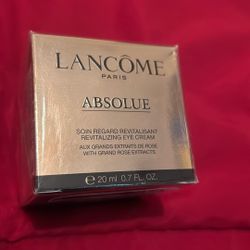 LANCÔME
PARIS
ABSOLUE
SOIN REGARD REVITALISANT
REVITALIZING EYE CREAM
AUX GRANDS EXTRAITS DE ROSE
WITH GRAND ROSE EXTRACTS
e 20 ml 0.7 FL. OZ.